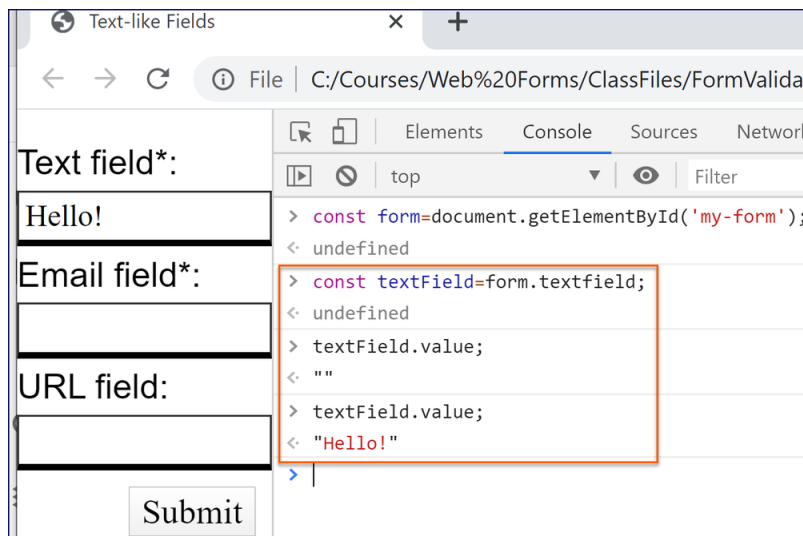 Text-like Fields
File C:/Courses/Web%20Forms/ClassFiles/FormValida
Elements Console Sources Network
top Filter
Text field*:
Hello!
Email field*:
URL field:
Submit
> const form=document.getElementById('my-form');
undefined
> const textField=form.textfield;
undefined
> textField.value;
""
> textField.value;
"Hello!"
>